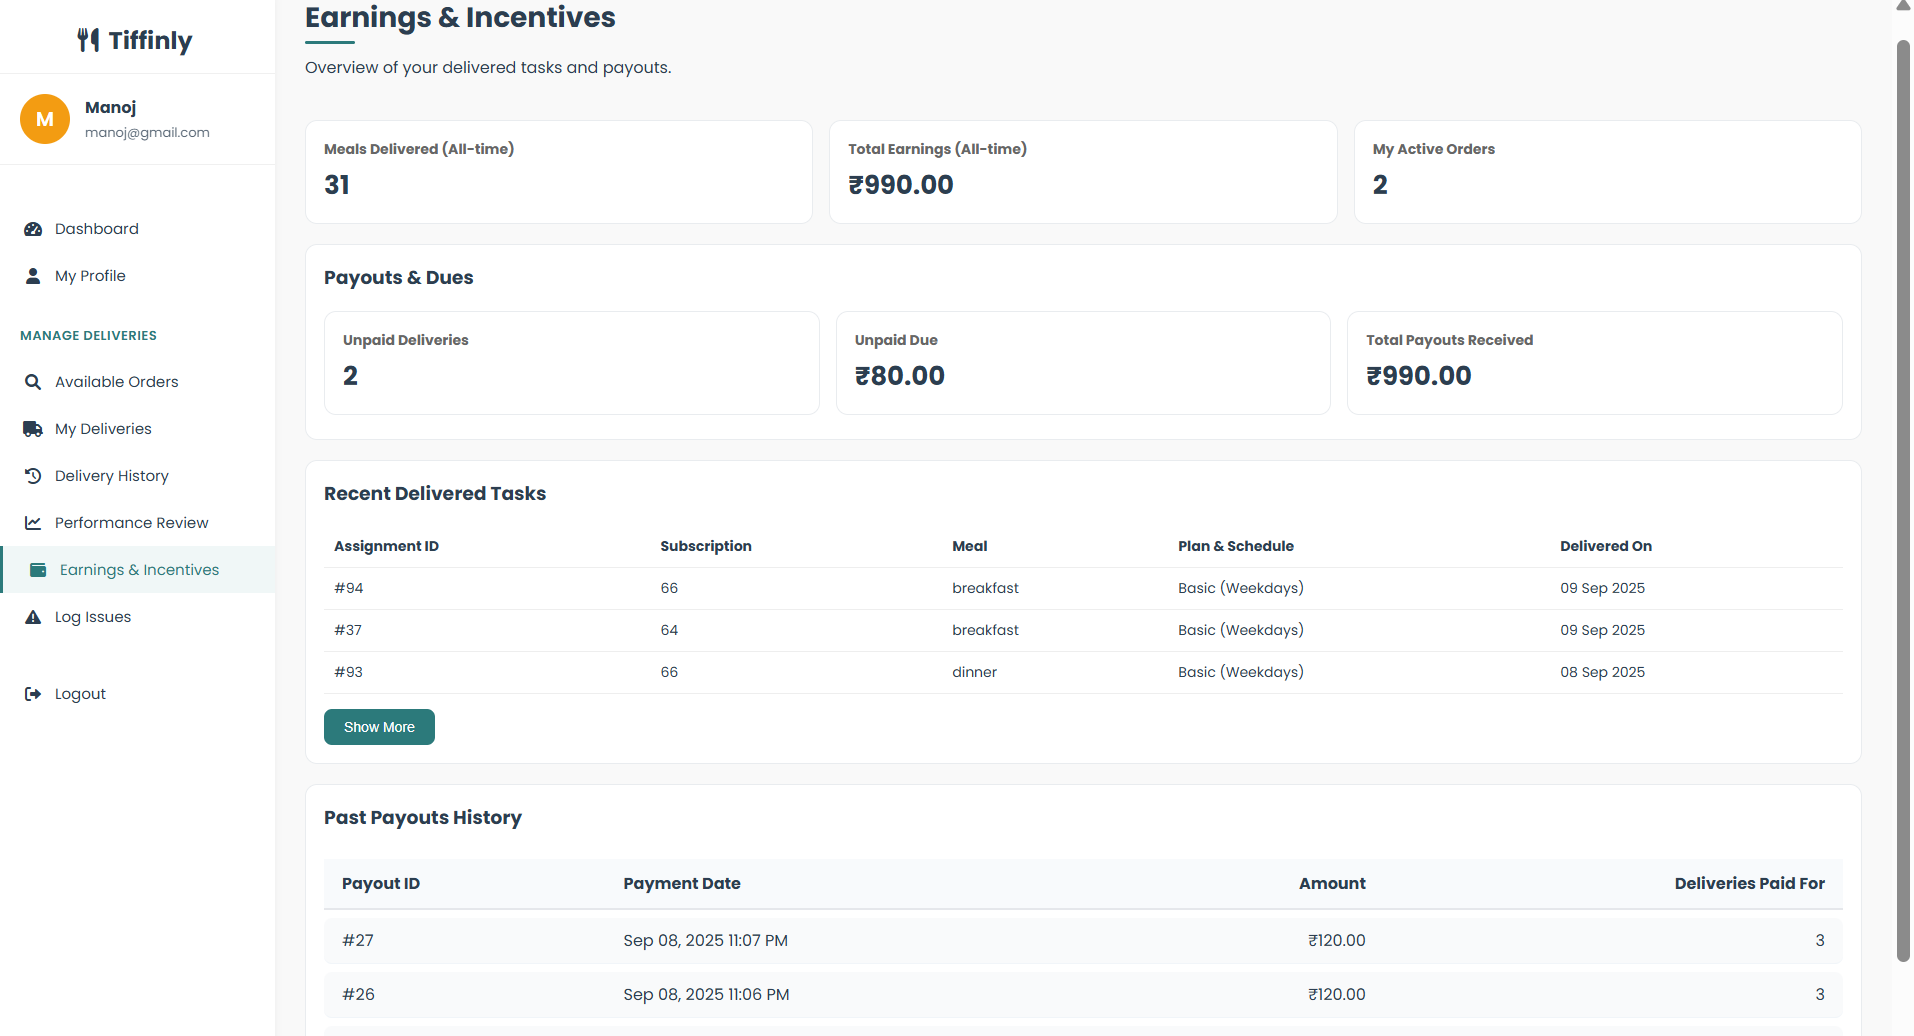 Tiffinly
M
Manoj
manoj@gmail.com
Dashboard
My Profile
MANAGE DELIVERIES
Available Orders
My Deliveries
Delivery History
Performance Review
Earnings & Incentives
Log Issues
Logout
Earnings & Incentives
Overview of your delivered tasks and payouts.
Meals Delivered (All-time)
31
Total Earnings (All-time)
₹990.00
My Active Orders
2
Payouts & Dues
Unpaid Deliveries
2
Unpaid Due
₹80.00
Total Payouts Received
₹990.00
Recent Delivered Tasks
Assignment ID Subscription Meal Plan & Schedule Delivered On
#94 66 breakfast Basic (Weekdays) 09 Sep 2025
#37 64 breakfast Basic (Weekdays) 09 Sep 2025
#93 66 dinner Basic (Weekdays) 08 Sep 2025
Show More
Past Payouts History
Payout ID Payment Date Amount Deliveries Paid For
#27 Sep 08, 2025 11:07 PM ₹120.00 3
#26 Sep 08, 2025 11:06 PM ₹120.00 3